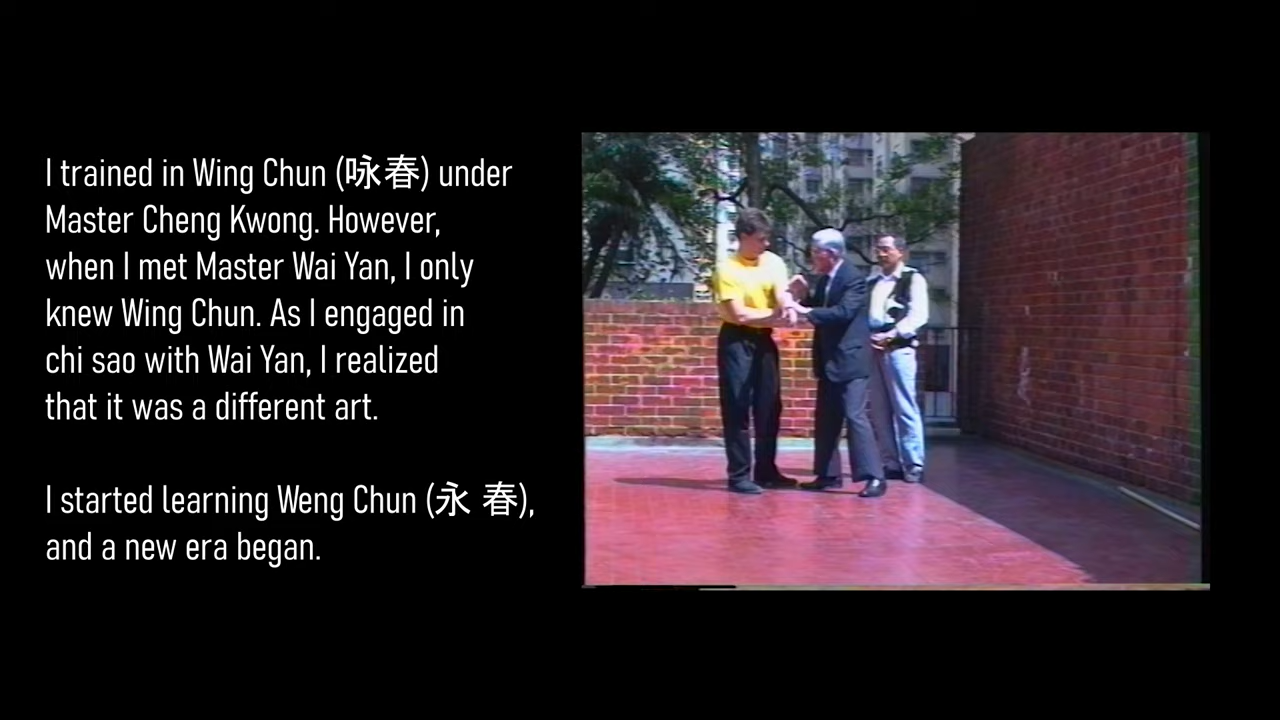 I trained in Wing Chun (咏春) under
Master Cheng Kwong. However,
when I met Master Wai Yan, I only
knew Wing Chun. As I engaged in
chi sao with Wai Yan, I realized
that it was a different art.
I started learning Weng Chun (永 春),
and a new era began.